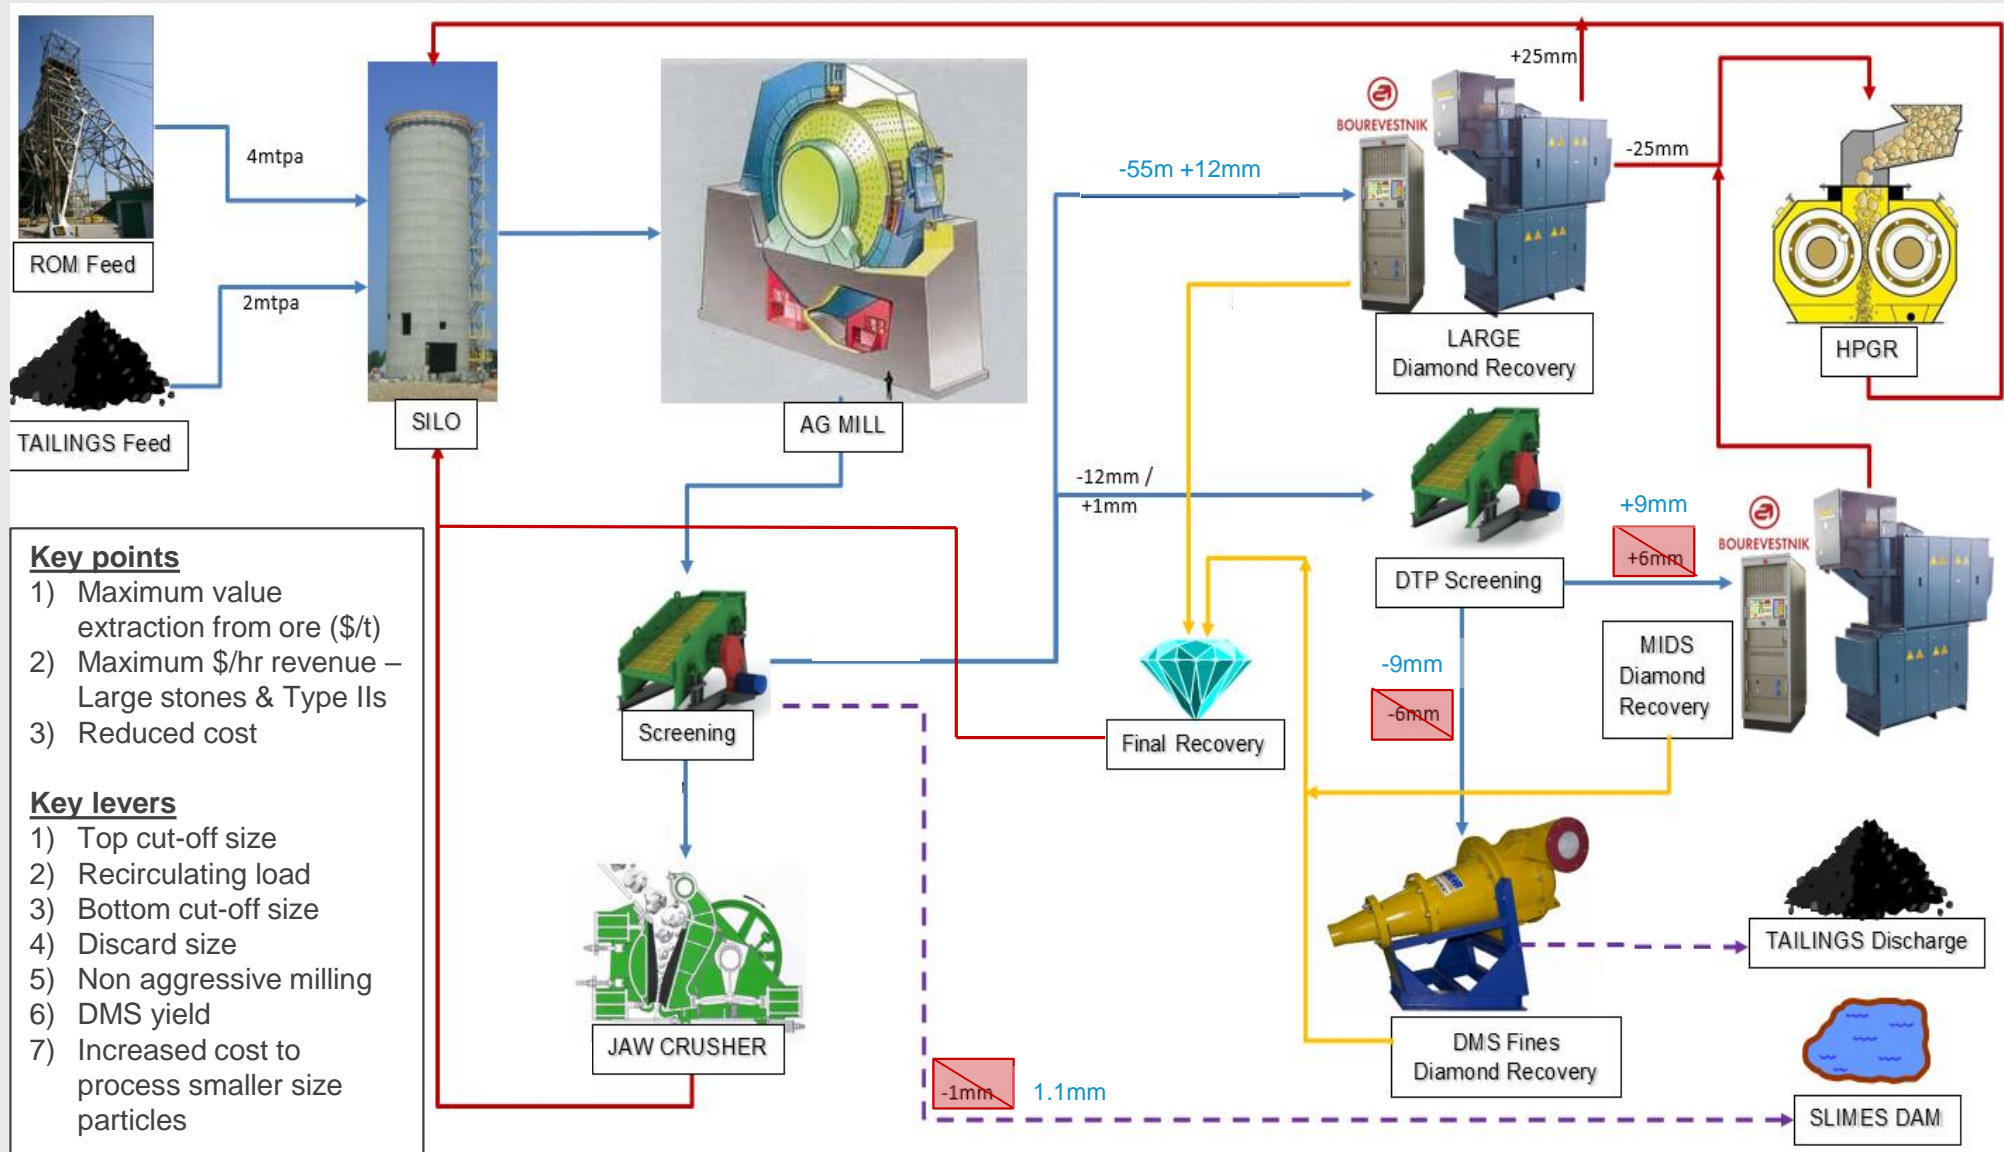 +25mm
BOUREVESTNIK
-25mm
4mtpa
-55m +12mm
ROM Feed
2mtpa
LARGE
Diamond Recovery
HPGR
TAILINGS Feed
SILO
AG MILL
-12mm /
+1mm
+9mm
+6mm
BOUREVESTNIK
DTP Screening
MIDS
Diamond
Recovery
-9mm
-6mm
Screening
Final Recovery
Key points
1) Maximum value
extraction from ore ($/t)
2) Maximum $/hr revenue –
Large stones & Type IIs
3) Reduced cost
Key levers
1) Top cut-off size
2) Recirculating load
3) Bottom cut-off size
4) Discard size
5) Non aggressive milling
6) DMS yield
7) Increased cost to
process smaller size
particles
JAW CRUSHER
TAILINGS Discharge
DMS Fines
Diamond Recovery
-1mm
1.1mm
SLIMES DAM